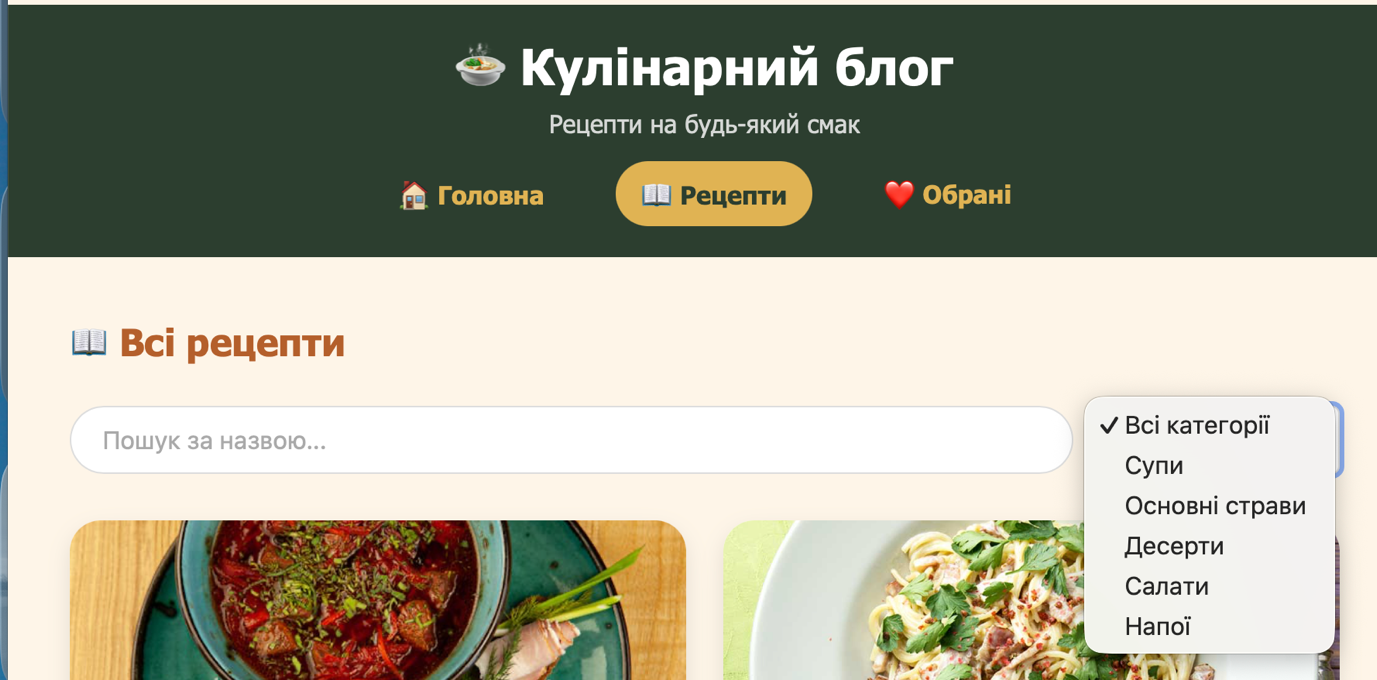 Кулінарний блог
Рецепти на будь-який смак
Головна
Рецепти
Обрані
Всі рецепти
Пошук за назвою...
✓ Всі категорії
Супи
Основні страви
Десерти
Салати
Напої